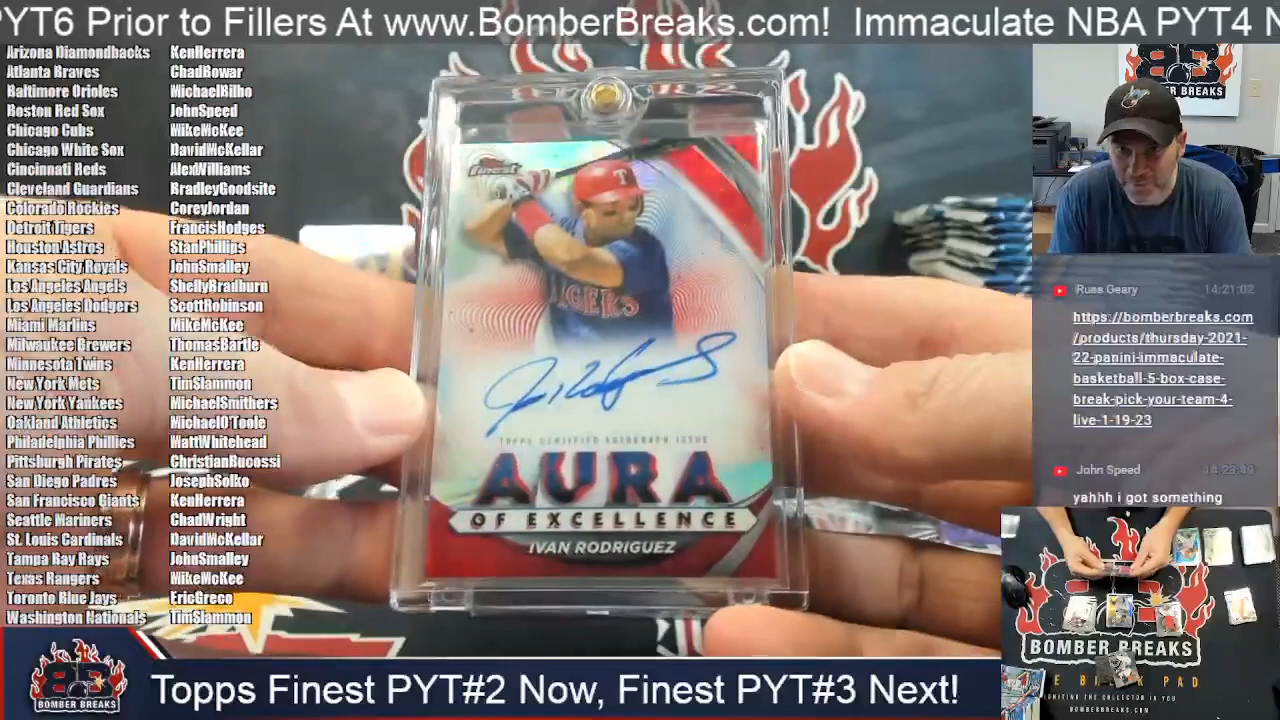 PYT6 Prior to Fillers At www.BomberBreaks.com!  Immaculate NBA PYT4 N
Arizona Diamondbacks KenHerrera
Atlanta Braves ChadBowar
Baltimore Orioles MichaelBilho
Boston Red Sox JohnSpeed
Chicago Cubs MikeMcKee
Chicago White Sox DavidMcKellar
Cincinnati Reds AlexWilliams
Cleveland Guardians BradleyGoodsite
Colorado Rockies CoreyJordan
Detroit Tigers FrancisHodges
Houston Astros StanPhillips
Kansas City Royals JohnSmalley
Los Angeles Angels ShellyBradburn
Los Angeles Dodgers ScottRobinson
Miami Marlins MikeMcKee
Milwaukee Brewers ThomasBartle
Minnesota Twins KenHerrera
New York Mets TimSlammon
New York Yankees MichaelSmithers
Oakland Athletics MichaelO'Toole
Philadelphia Phillies MattWhitehead
Pittsburgh Pirates ChristianBucossi
San Diego Padres JosephSolko
San Francisco Giants KenHerrera
Seattle Mariners ChadWright
St. Louis Cardinals DavidMcKellar
Tampa Bay Rays JohnSmalley
Texas Rangers MikeMcKee
Toronto Blue Jays EricGreco
Washington Nationals TimSlammon
Finest
T
TOPPS CERTIFIED AUTOGRAPH ISSUE
AURA
OF EXCELLENCE
IVAN RODRIGUEZ
BOMBER BREAKS
Russ Geary 14:21:02
https://bomberbreaks.com
/products/thursday-2021-
22-panini-immaculate-
basketball-5-box-case-
break-pick-your-team-4-
live-1-19-23
John Speed
yahhh i got something
BOMBER BREAKS
BREAK PAD
BOMBERBREAKS.COM
BOMBER BREAKS
Topps Finest PYT#2 Now, Finest PYT#3 Next!